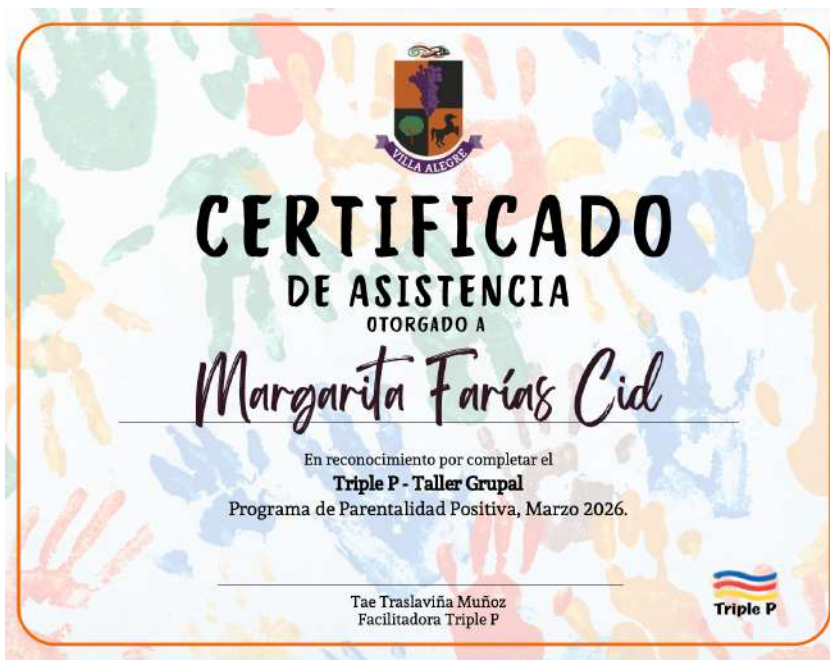 VILLA ALEGRE
CERTIFICADO
DE ASISTENCIA
OTORGADO A
Margarita Farías Cid
En reconocimiento por completar el
Triple P - Taller Grupal
Programa de Parentalidad Positiva, Marzo 2026.
Tae Traslaviña Muñoz
Facilitadora Triple P
Triple P